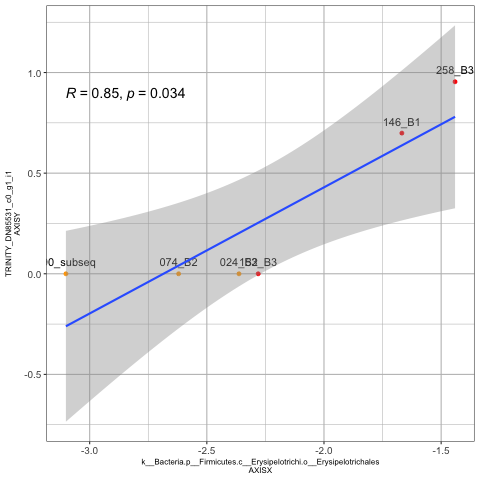 258_B3
1.0
R = 0.85, p = 0.034
146_B1
0.5
0_subseq
074_B2
024
_B3
0.0
-0.5
TRINITY_DN85531_c0_g1_i1
AXISY
-3.0
-2.5
-2.0
-1.5
k__Bacteria.p__Firmicutes.c__Erysipelotrichi.o__Erysipelotrichales
AXISX